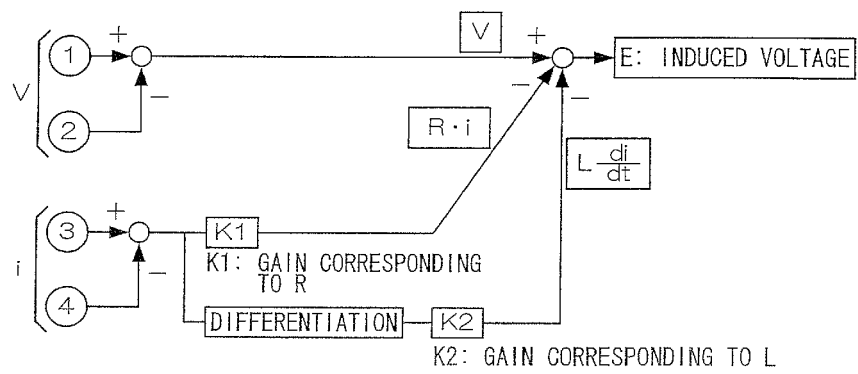 V
1
+
−
2
V
+
E: INDUCED VOLTAGE
−
−
R・i
L di/dt
i
3
+
−
4
K1
K1: GAIN CORRESPONDING
TO R
DIFFERENTIATION
K2
K2: GAIN CORRESPONDING TO L